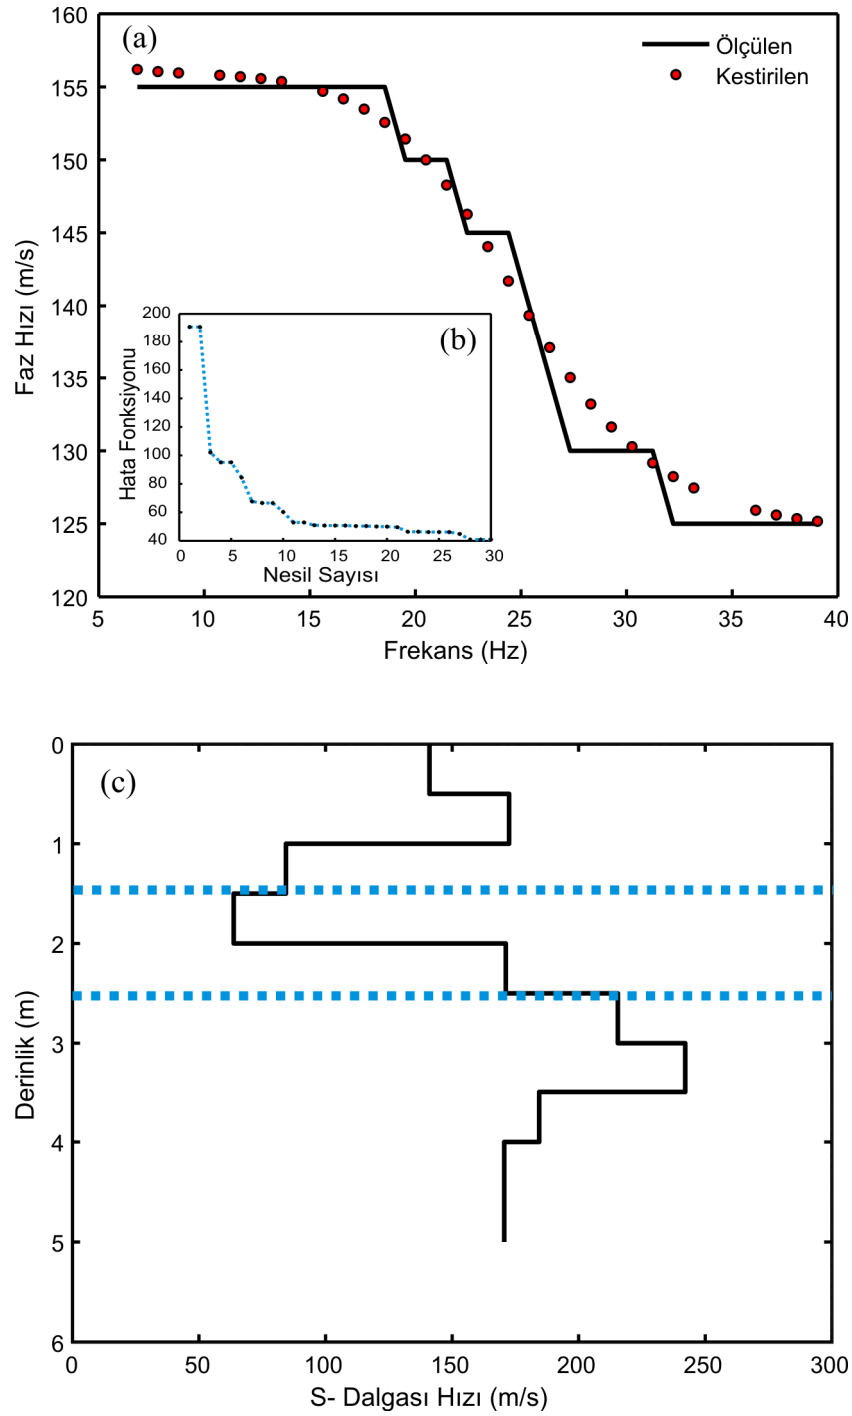 160
(a)
Ölçülen
Kestirilen
155
150
145
140
135
130
125
120
Faz Hızı (m/s)
5 10 15 20 25 30 35 40
Frekans (Hz)
200
(b)
180
160
140
120
100
80
60
40
Hata Fonksiyonu
0 5 10 15 20 25 30
Nesil Sayısı
0
(c)
1
2
3
4
5
6
Derinlik (m)
0 50 100 150 200 250 300
S- Dalgası Hızı (m/s)